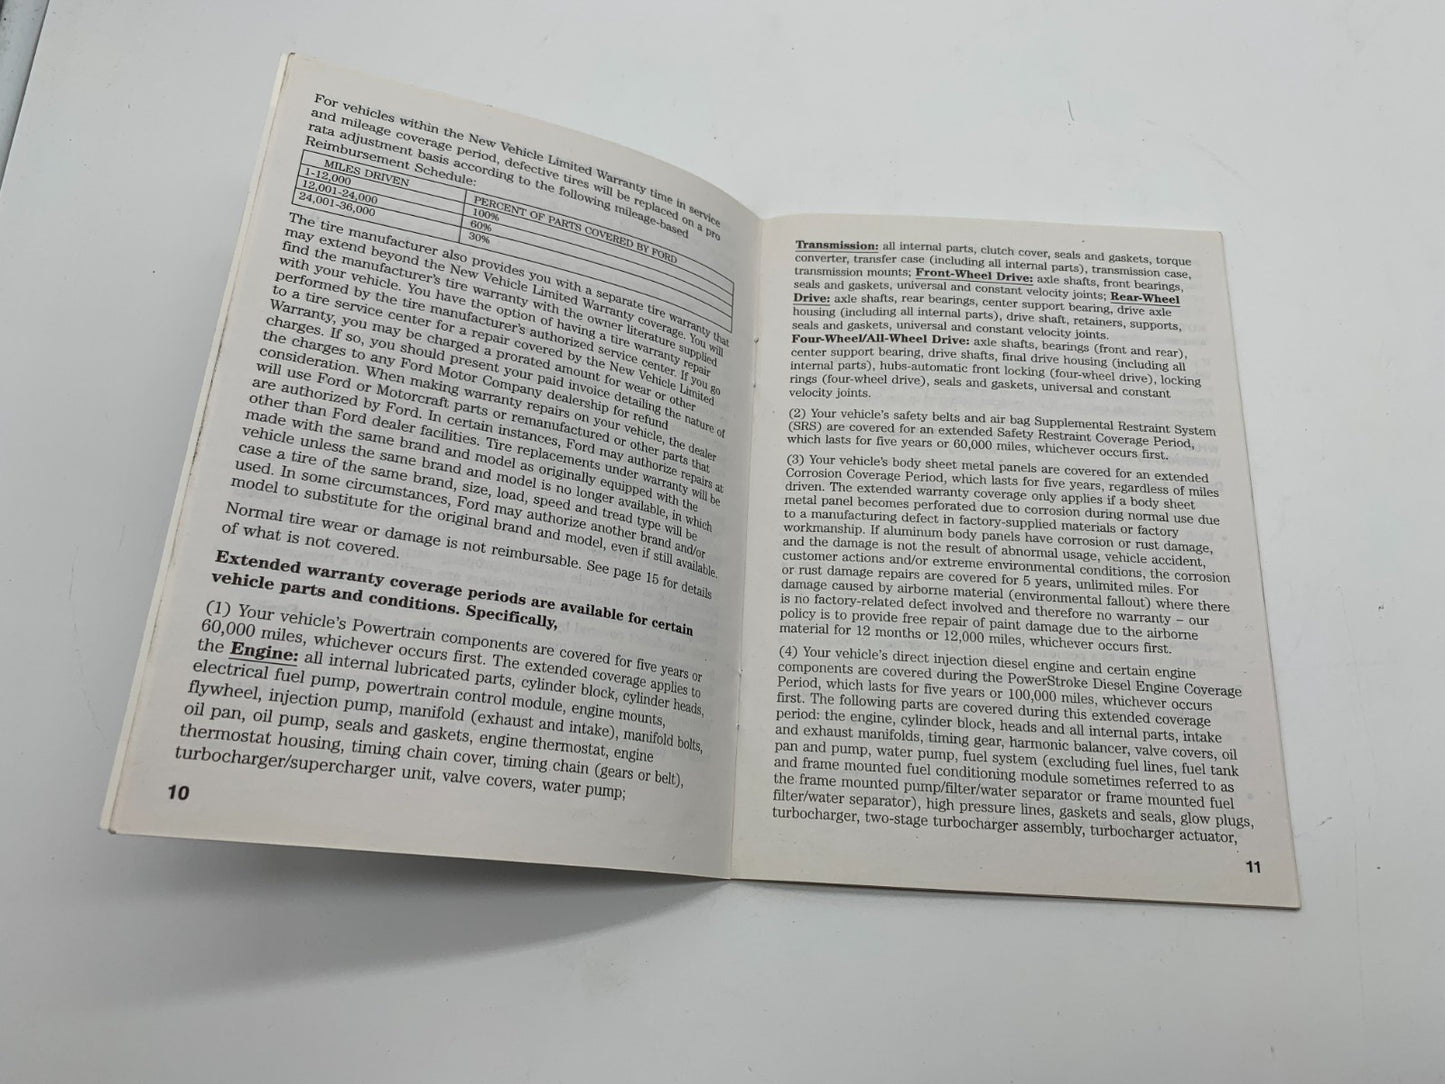 For vehicles within the New Vehicle Limited Warranty time in service
and mileage coverage period, defective tires will be replaced on a pro
rata adjustment basis according to the following mileage-based
Reimbursement Schedule:
MILES DRIVEN PERCENT OF PARTS COVERED BY FORD
1-12,000 100%
12,001-24,000 60%
24,001-36,000 30%
The tire manufacturer also provides you with a separate tire warranty that
may extend beyond the New Vehicle Limited Warranty coverage. You will
find the manufacturer's tire warranty with the owner literature supplied
with your vehicle. You have the option of having a tire warranty repair
performed by the tire manufacturer's authorized service center. If you go
to a tire service center for a repair covered by the New Vehicle Limited
Warranty, you may be charged a prorated amount for wear or other
charges. If so, you should present your paid invoice detailing the nature of
the charges to any Ford Motor Company dealership for refund
consideration. When making warranty repairs on your vehicle, the dealer
will use Ford or Motorcraft parts or remanufactured or other parts that
are authorized by Ford. In certain instances, Ford may authorize repairs at
other than Ford dealer facilities. Tire replacements under warranty will be
made with the same brand and model as originally equipped with the
vehicle unless the same brand and model is no longer available, in which
case a tire of the same brand, size, load, speed and tread type will be
used. In some circumstances, Ford may authorize another brand and/or
model to substitute for the original brand and model, even if still available.
Normal tire wear or damage is not reimbursable. See page 15 for details
of what is not covered.
Extended warranty coverage periods are available for certain
vehicle parts and conditions. Specifically,
(1) Your vehicle's Powertrain components are covered for five years or
60,000 miles, whichever occurs first. The extended coverage applies to
the Engine: all internal lubricated parts, cylinder block, cylinder heads,
electrical fuel pump, powertrain control module, engine mounts,
flywheel, injection pump, manifold (exhaust and intake), manifold bolts,
oil pan, oil pump, seals and gaskets, engine thermostat, engine
thermostat housing, timing chain cover, timing chain (gears or belt),
turbocharger/supercharger unit, valve covers, water pump;
10
Transmission: all internal parts, clutch cover, seals and gaskets, torque
converter, transfer case (including all internal parts), transmission case,
transmission mounts; Front-Wheel Drive: axle shafts, front bearings,
seals and gaskets, universal and constant velocity joints; Rear-Wheel
Drive: axle shafts, rear bearings, center support bearing, drive axle
housing (including all internal parts), drive shaft, retainers, supports,
seals and gaskets, universal and constant velocity joints.
Four-Wheel/All-Wheel Drive: axle shafts, bearings (front and rear),
center support bearing, drive shafts, final drive housing (including all
internal parts), hubs-automatic front locking (four-wheel drive), locking
rings (four-wheel drive), seals and gaskets, universal and constant
velocity joints.
(2) Your vehicle's safety belts and air bag Supplemental Restraint System
(SRS) are covered for an extended Safety Restraint Coverage Period,
which lasts for five years or 60,000 miles, whichever occurs first.
(3) Your vehicle's body sheet metal panels are covered for an extended
Corrosion Coverage Period, which lasts for five years, regardless of miles
driven. The extended warranty coverage only applies if a body sheet
metal panel becomes perforated due to corrosion during normal use due
to a manufacturing defect in factory-supplied materials or factory
workmanship. If aluminum body panels have corrosion or rust damage,
and the damage is not the result of abnormal usage, vehicle accident,
customer actions and/or extreme environmental conditions, the corrosion
or rust damage repairs are covered for 5 years, unlimited miles. For
damage caused by airborne material (environmental fallout) where there
is no factory-related defect involved and therefore no warranty – our
policy is to provide free repair of paint damage due to the airborne
material for 12 months or 12,000 miles, whichever occurs first.
(4) Your vehicle's direct injection diesel engine and certain engine
components are covered during the PowerStroke Diesel Engine Coverage
Period, which lasts for five years or 100,000 miles, whichever occurs
first. The following parts are covered during this extended coverage
period: the engine, cylinder block, heads and all internal parts, intake
and exhaust manifolds, timing gear, harmonic balancer, valve covers, oil
pan and pump, water pump, fuel system (excluding fuel lines, fuel tank
and frame mounted fuel conditioning module sometimes referred to as
the frame mounted pump/filter/water separator or frame mounted fuel
filter/water separator), high pressure lines, gaskets and seals, glow plugs,
turbocharger, two-stage turbocharger assembly, turbocharger actuator,
11